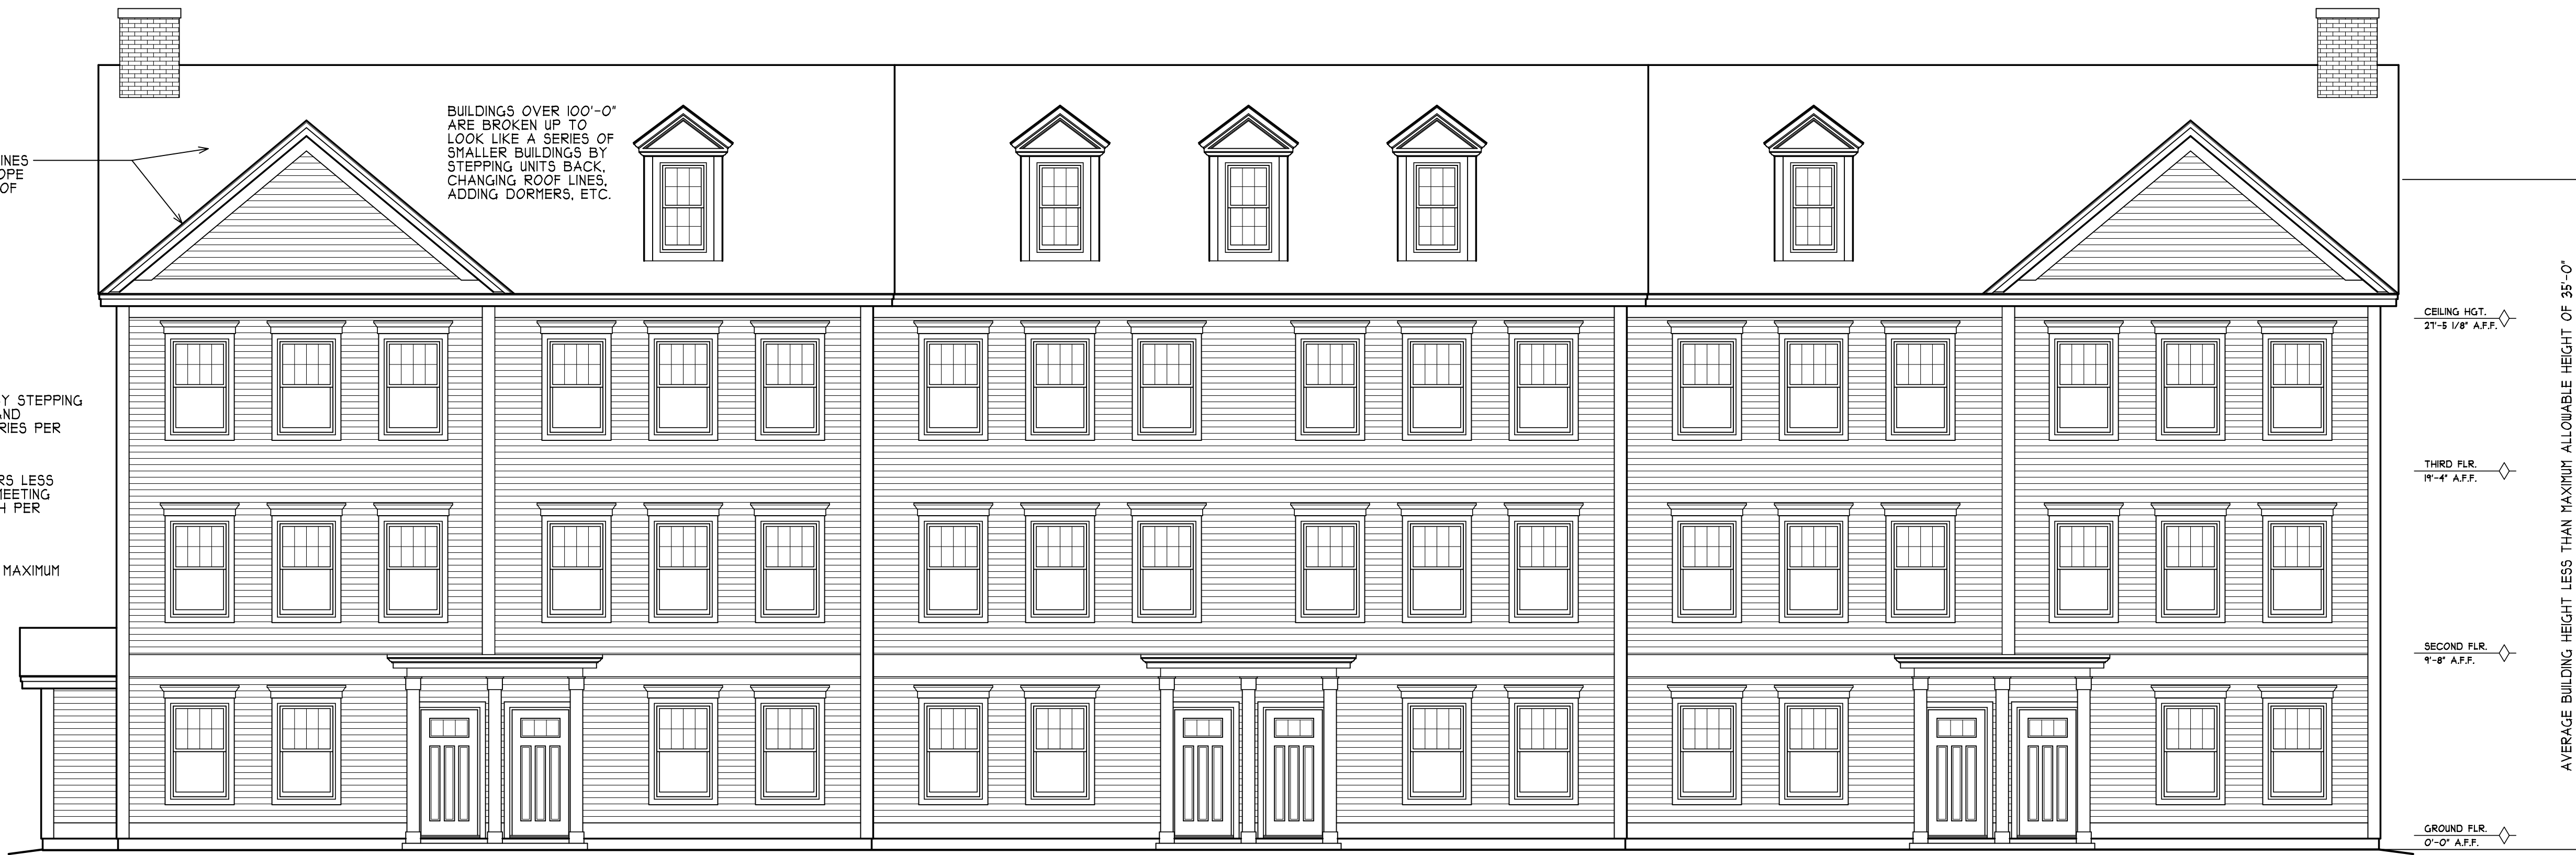 BUILDINGS OVER 100'-0"
ARE BROKEN UP TO
LOOK LIKE A SERIES OF
SMALLER BUILDINGS BY
STEPPING UNITS BACK,
CHANGING ROOF LINES,
ADDING DORMERS, ETC.
INES
OPE
OF
Y STEPPING
ND
RIES PER
RS LESS
MEETING
H PER
MAXIMUM
CEILING HGT.
27'-5 1/8" A.F.F.
THIRD FLR.
19'-4" A.F.F.
SECOND FLR.
9'-8" A.F.F.
GROUND FLR.
0'-0" A.F.F.
AVERAGE BUILDING HEIGHT LESS THAN MAXIMUM ALLOWABLE HEIGHT OF 35'-0"